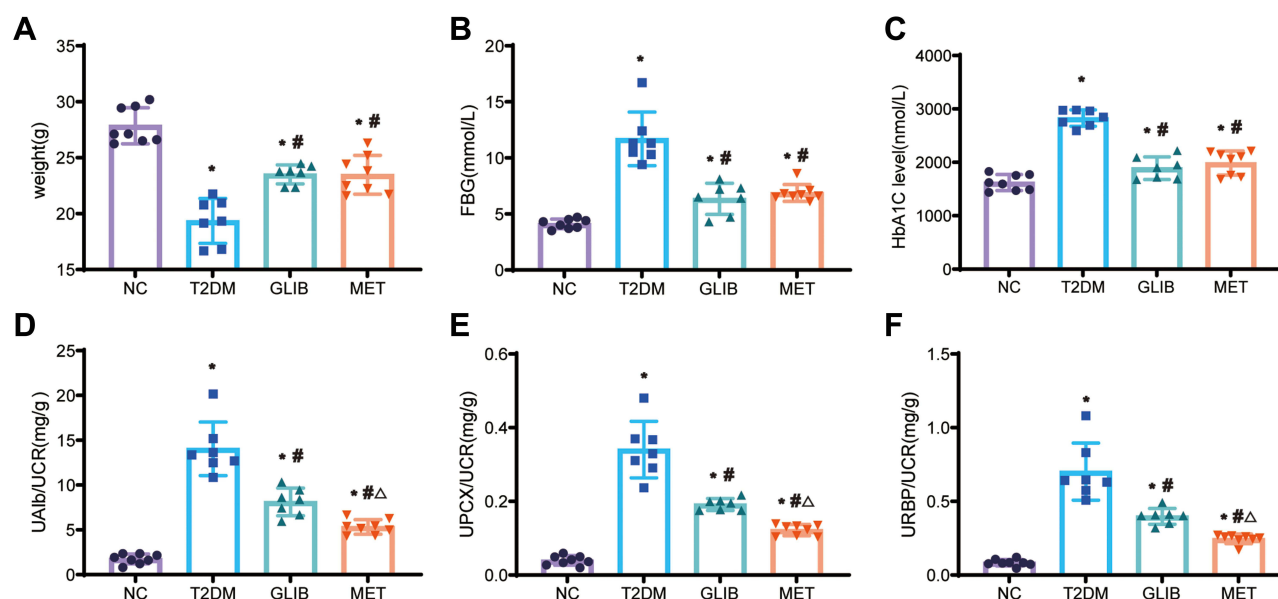 A
weight(g)
35
30
25
20
15
*
* #
* #
NC T2DM GLIB MET
B
FBG(mmol/L)
20
15
10
5
0
*
* #
* #
NC T2DM GLIB MET
C
HbA1C level(nmol/L)
4000
3000
2000
1000
0
*
* #
* #
NC T2DM GLIB MET
D
UAlb/UCR(mg/g)
25
20
15
10
5
0
*
* #
* #△
NC T2DM GLIB MET
E
UPCX/UCR(mg/g)
0.6
0.4
0.2
0.0
*
* #
* #△
NC T2DM GLIB MET
F
URBP/UCR(mg/g)
1.5
1.0
0.5
0.0
*
* #
* #△
NC T2DM GLIB MET